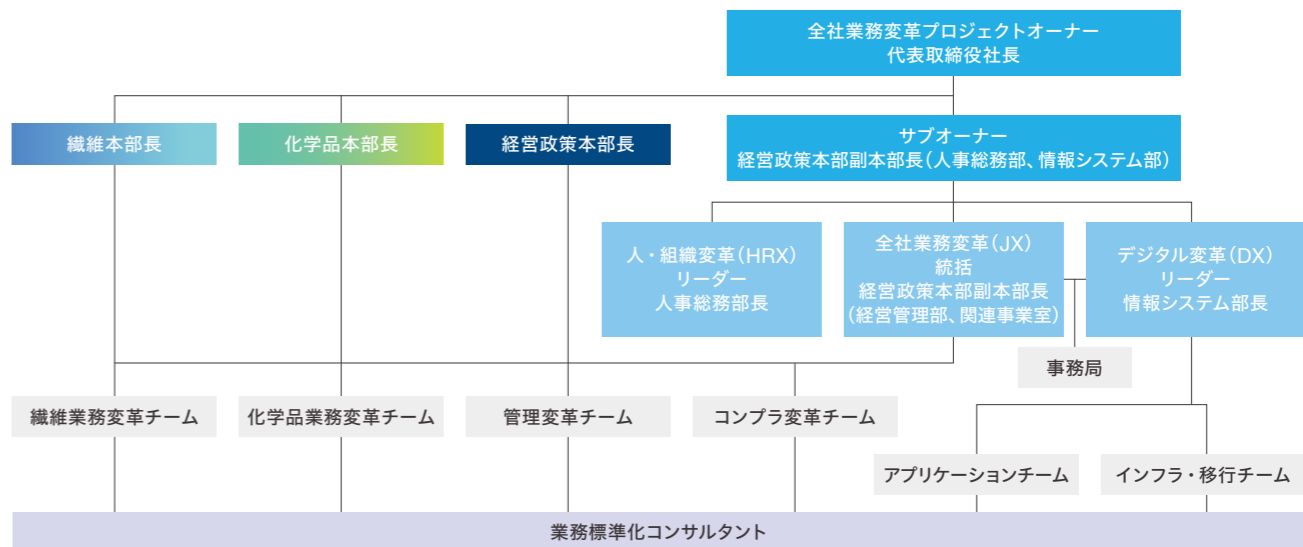 全社業務変革プロジェクトオーナー
代表取締役社長
繊維本部長
化学品本部長
経営政策本部長
サブオーナー
経営政策本部副本部長（人事総務部、情報システム部）
人・組織変革（HRX）
リーダー
人事総務部長
全社業務変革（JX）
統括
経営政策本部副本部長
（経営管理部、関連事業室）
デジタル変革（DX）
リーダー
情報システム部長
事務局
繊維業務変革チーム
化学品業務変革チーム
管理変革チーム
コンプラ変革チーム
アプリケーションチーム
インフラ・移行チーム
業務標準化コンサルタント